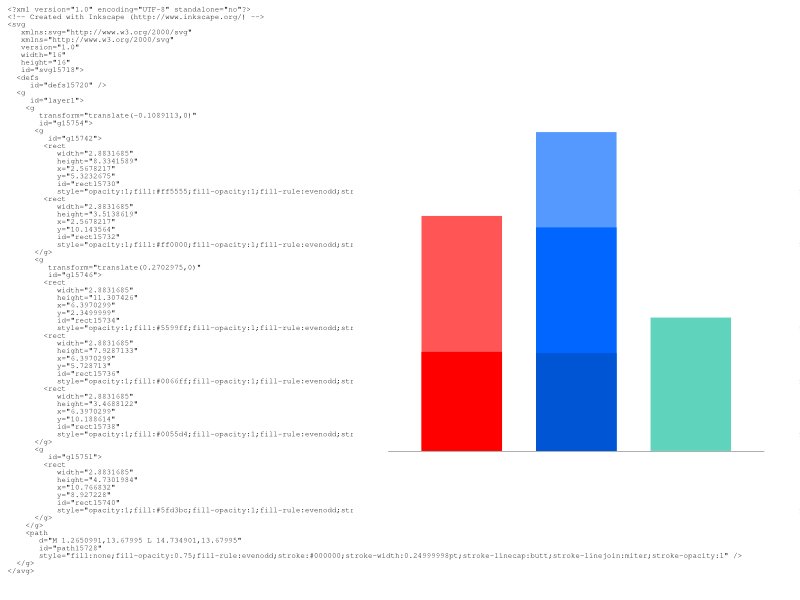 <?xml version="1.0" encoding="UTF-8" standalone="no"?>
<!-- Created with Inkscape (http://www.inkscape.org/) -->
<svg
xmlns:svg="http://www.w3.org/2000/svg"
xmlns="http://www.w3.org/2000/svg"
version="1.0"
width="16"
height="16"
id="svg15718">
<defs
id="defs15720" />
<g
id="layer1">
<g
transform="translate(-0.1089113,0)"
id="g15754">
<g
id="g15742">
<rect
width="2.8831685"
height="8.3341589"
x="2.5678217"
y="5.3232675"
id="rect15730"
style="opacity:1;fill:#ff5555;fill-opacity:1;fill-rule:evenodd;str
<rect
width="2.8831685"
height="3.5138619"
x="2.5678217"
y="10.143564"
id="rect15732"
style="opacity:1;fill:#ff0000;fill-opacity:1;fill-rule:evenodd;str
</g>
<g
transform="translate(0.2702975,0)"
id="g15746">
<rect
width="2.8831685"
height="11.307426"
x="6.3970299"
y="2.3499999"
id="rect15734"
style="opacity:1;fill:#5599ff;fill-opacity:1;fill-rule:evenodd;str
<rect
width="2.8831685"
height="7.9287133"
x="6.3970299"
y="5.728713"
id="rect15736"
style="opacity:1;fill:#0066ff;fill-opacity:1;fill-rule:evenodd;str
<rect
width="2.8831685"
height="3.4688122"
x="6.3970299"
y="10.188614"
id="rect15738"
style="opacity:1;fill:#0055d4;fill-opacity:1;fill-rule:evenodd;str
</g>
<g
id="g15751">
<rect
width="2.8831685"
height="4.7301984"
x="10.766832"
y="8.927228"
id="rect15740"
style="opacity:1;fill:#5fd3bc;fill-opacity:1;fill-rule:evenodd;str
</g>
</g>
<path
d="M 1.2650991,13.67995 L 14.734901,13.67995"
id="path15728"
style="fill:none;fill-opacity:0.75;fill-rule:evenodd;stroke:#000000;stroke-width:0.24999998pt;stroke-linecap:butt;stroke-linejoin:miter;stroke-opacity:1" />
</g>
</svg>